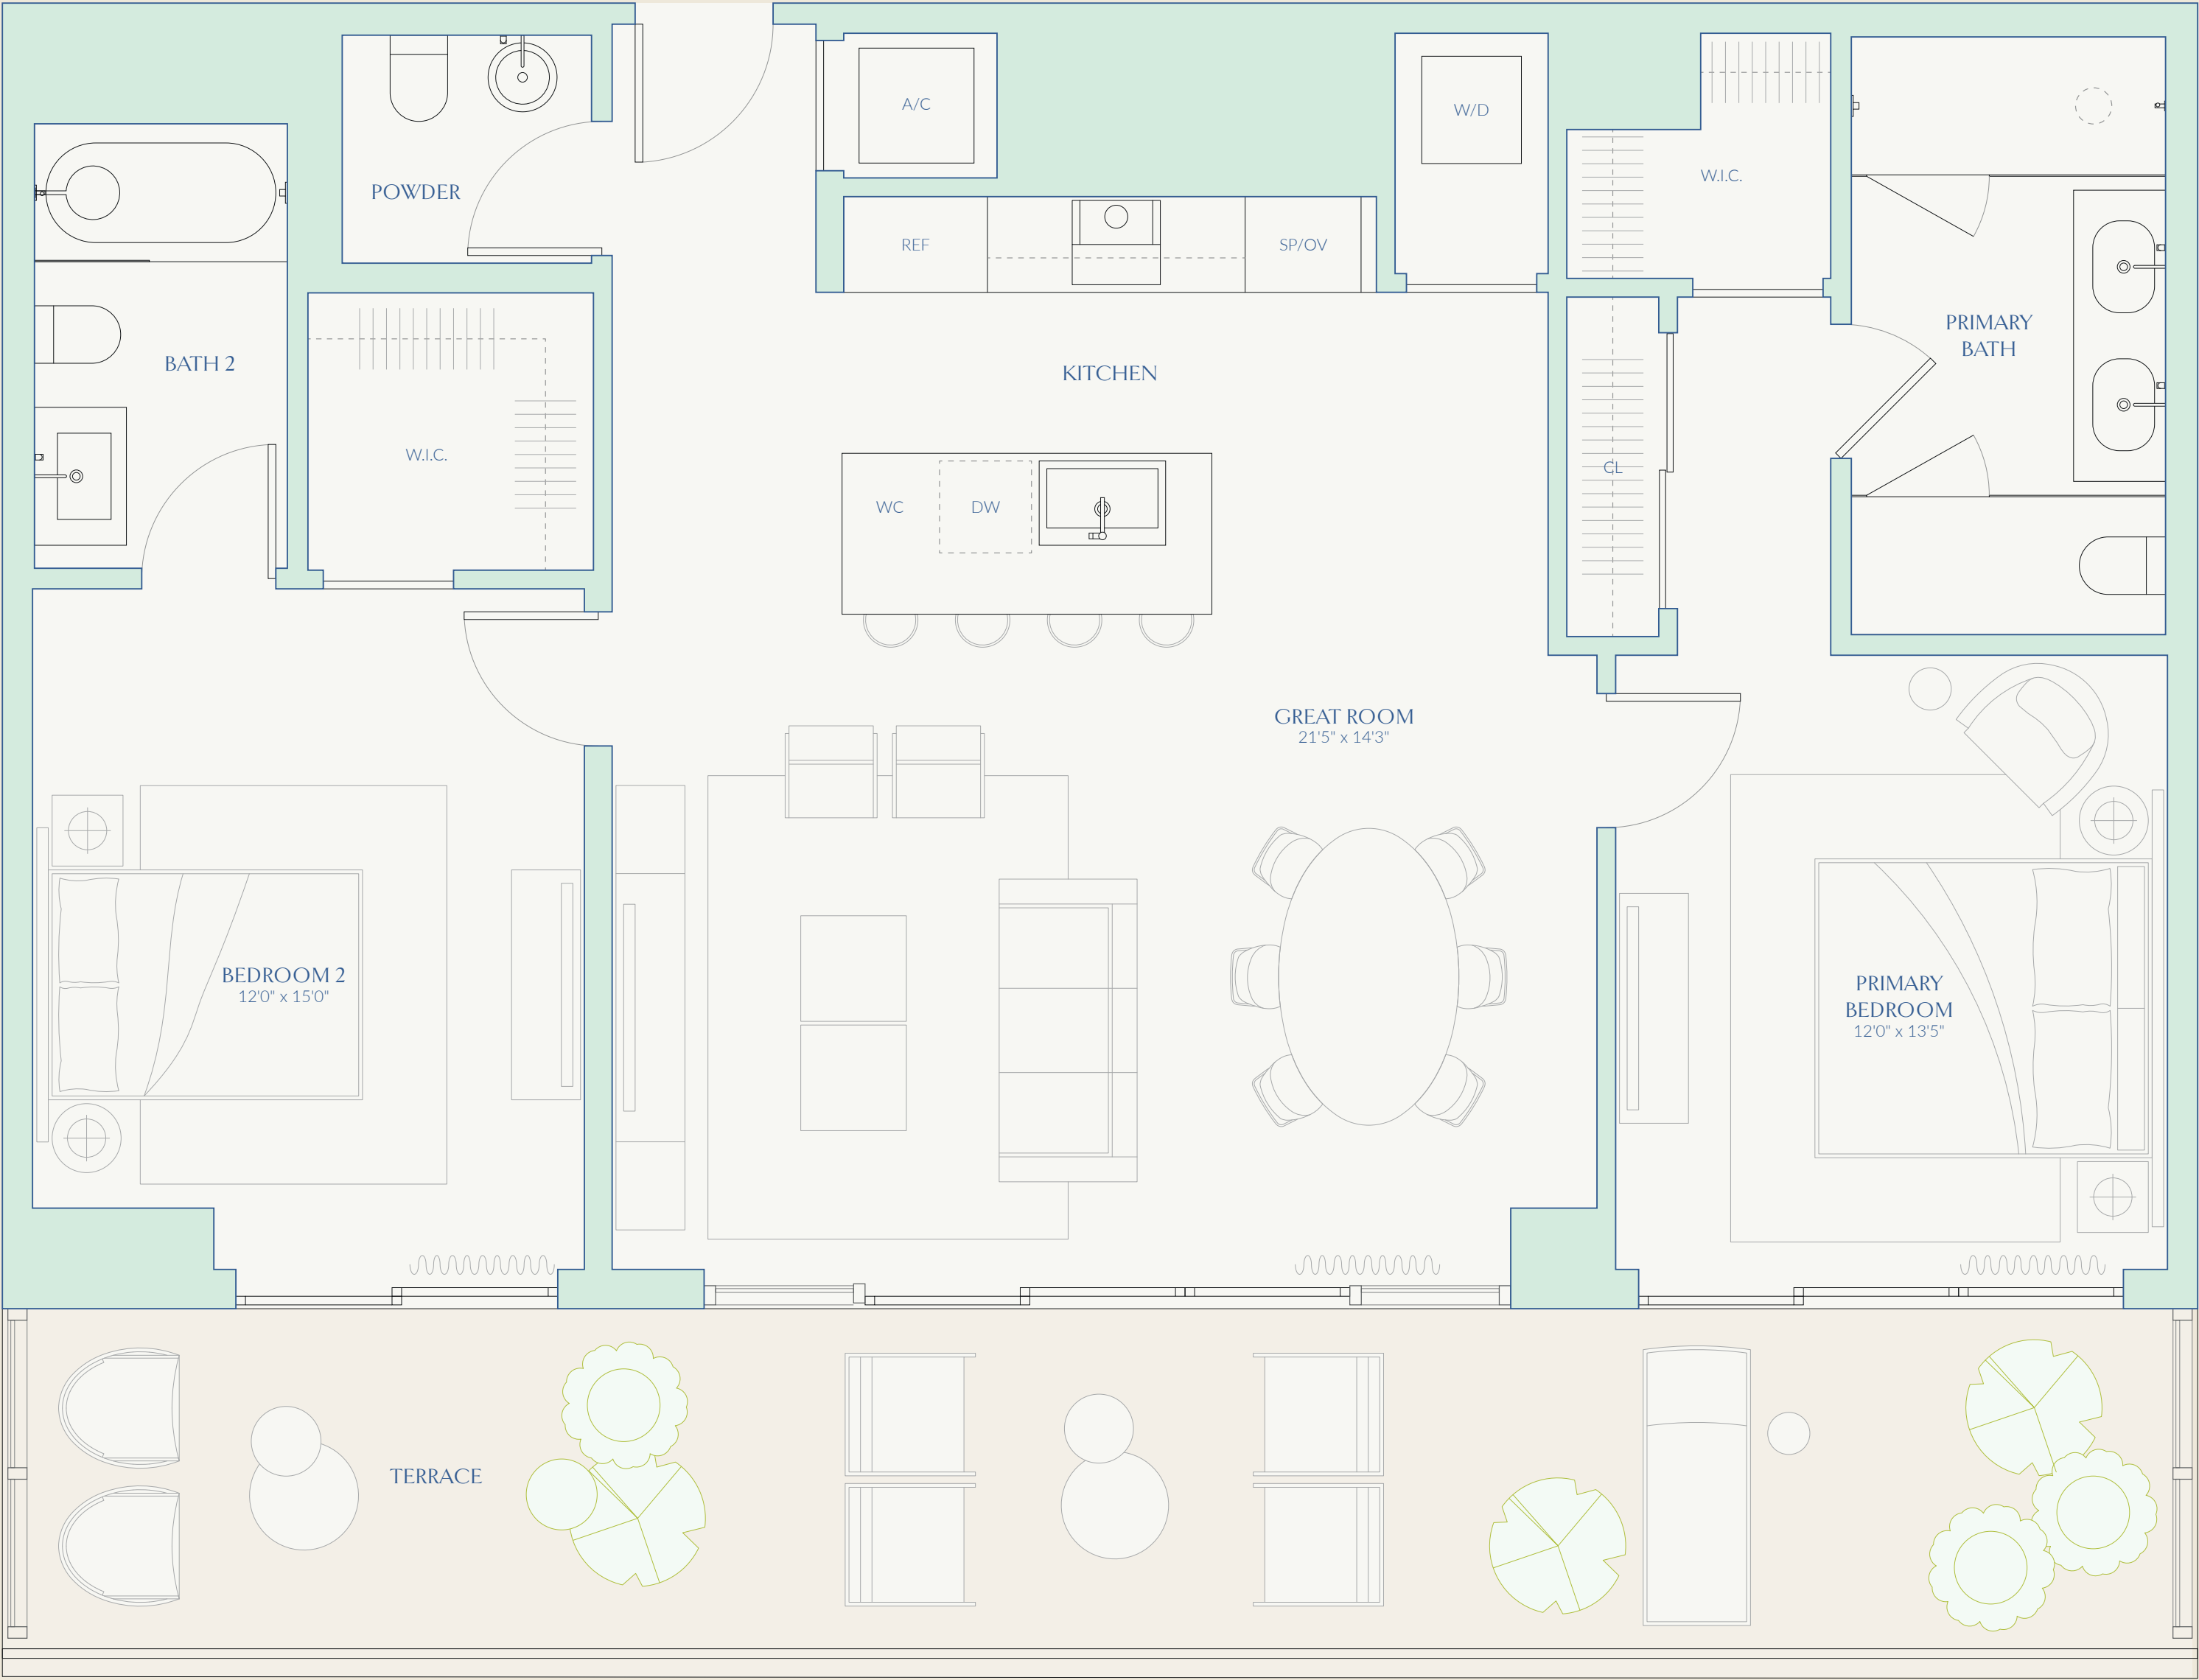 A/C
W/D
POWDER
W.I.C.
REF
SP/OV
PRIMARY
BATH
BATH 2
KITCHEN
W.I.C.
CL
WC
DW
GREAT ROOM
21'5" x 14'3"
BEDROOM 2
12'0" x 15'0"
PRIMARY
BEDROOM
12'0" x 13'5"
TERRACE